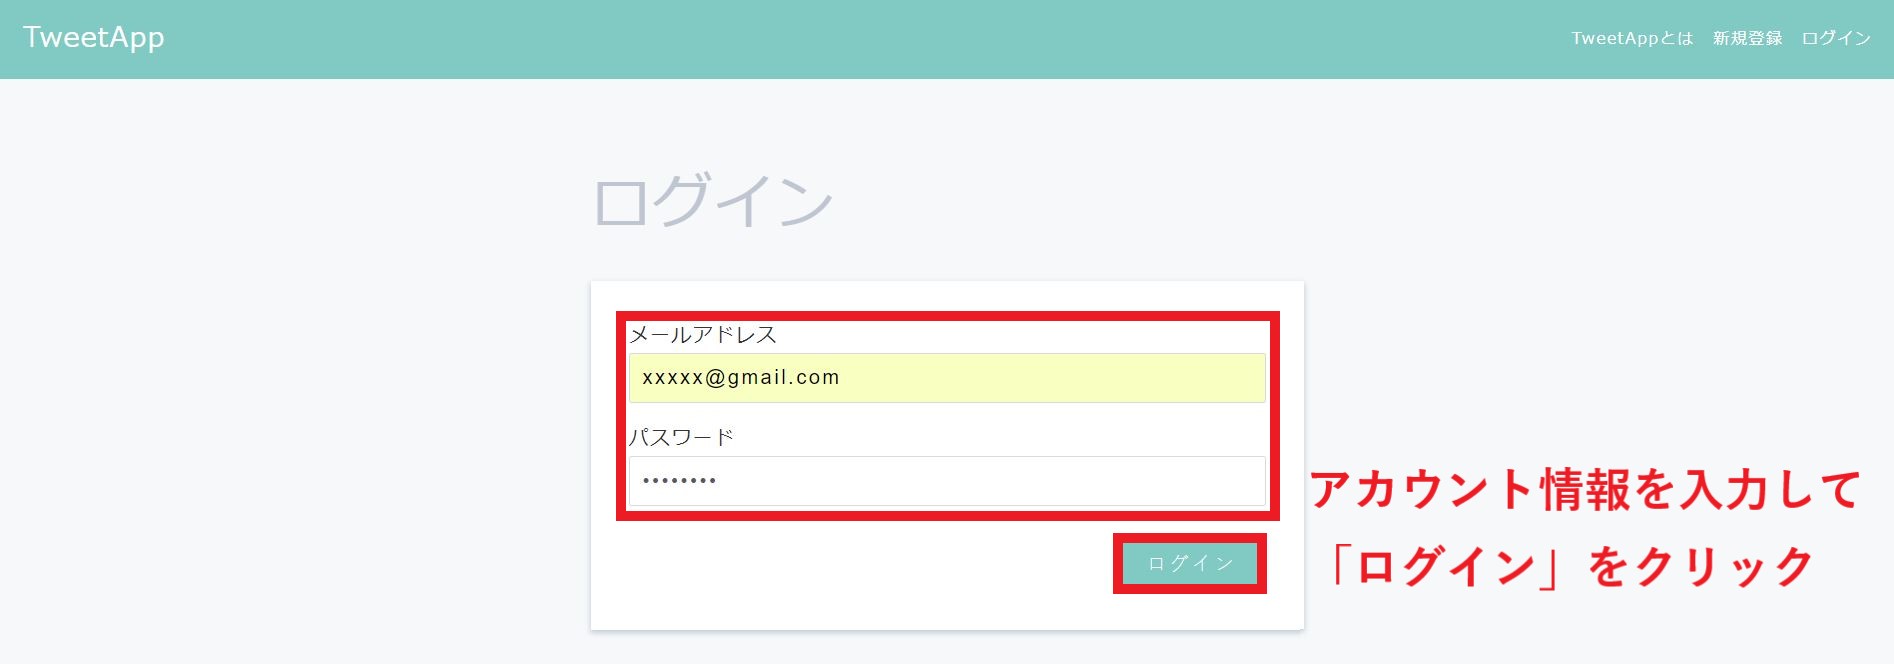 TweetApp
TweetAppとは 新規登録 ログイン
ログイン
メールアドレス
xxxxx@gmail.com
パスワード
••••••••
アカウント情報を入力して
「ログイン」をクリック
ログイン